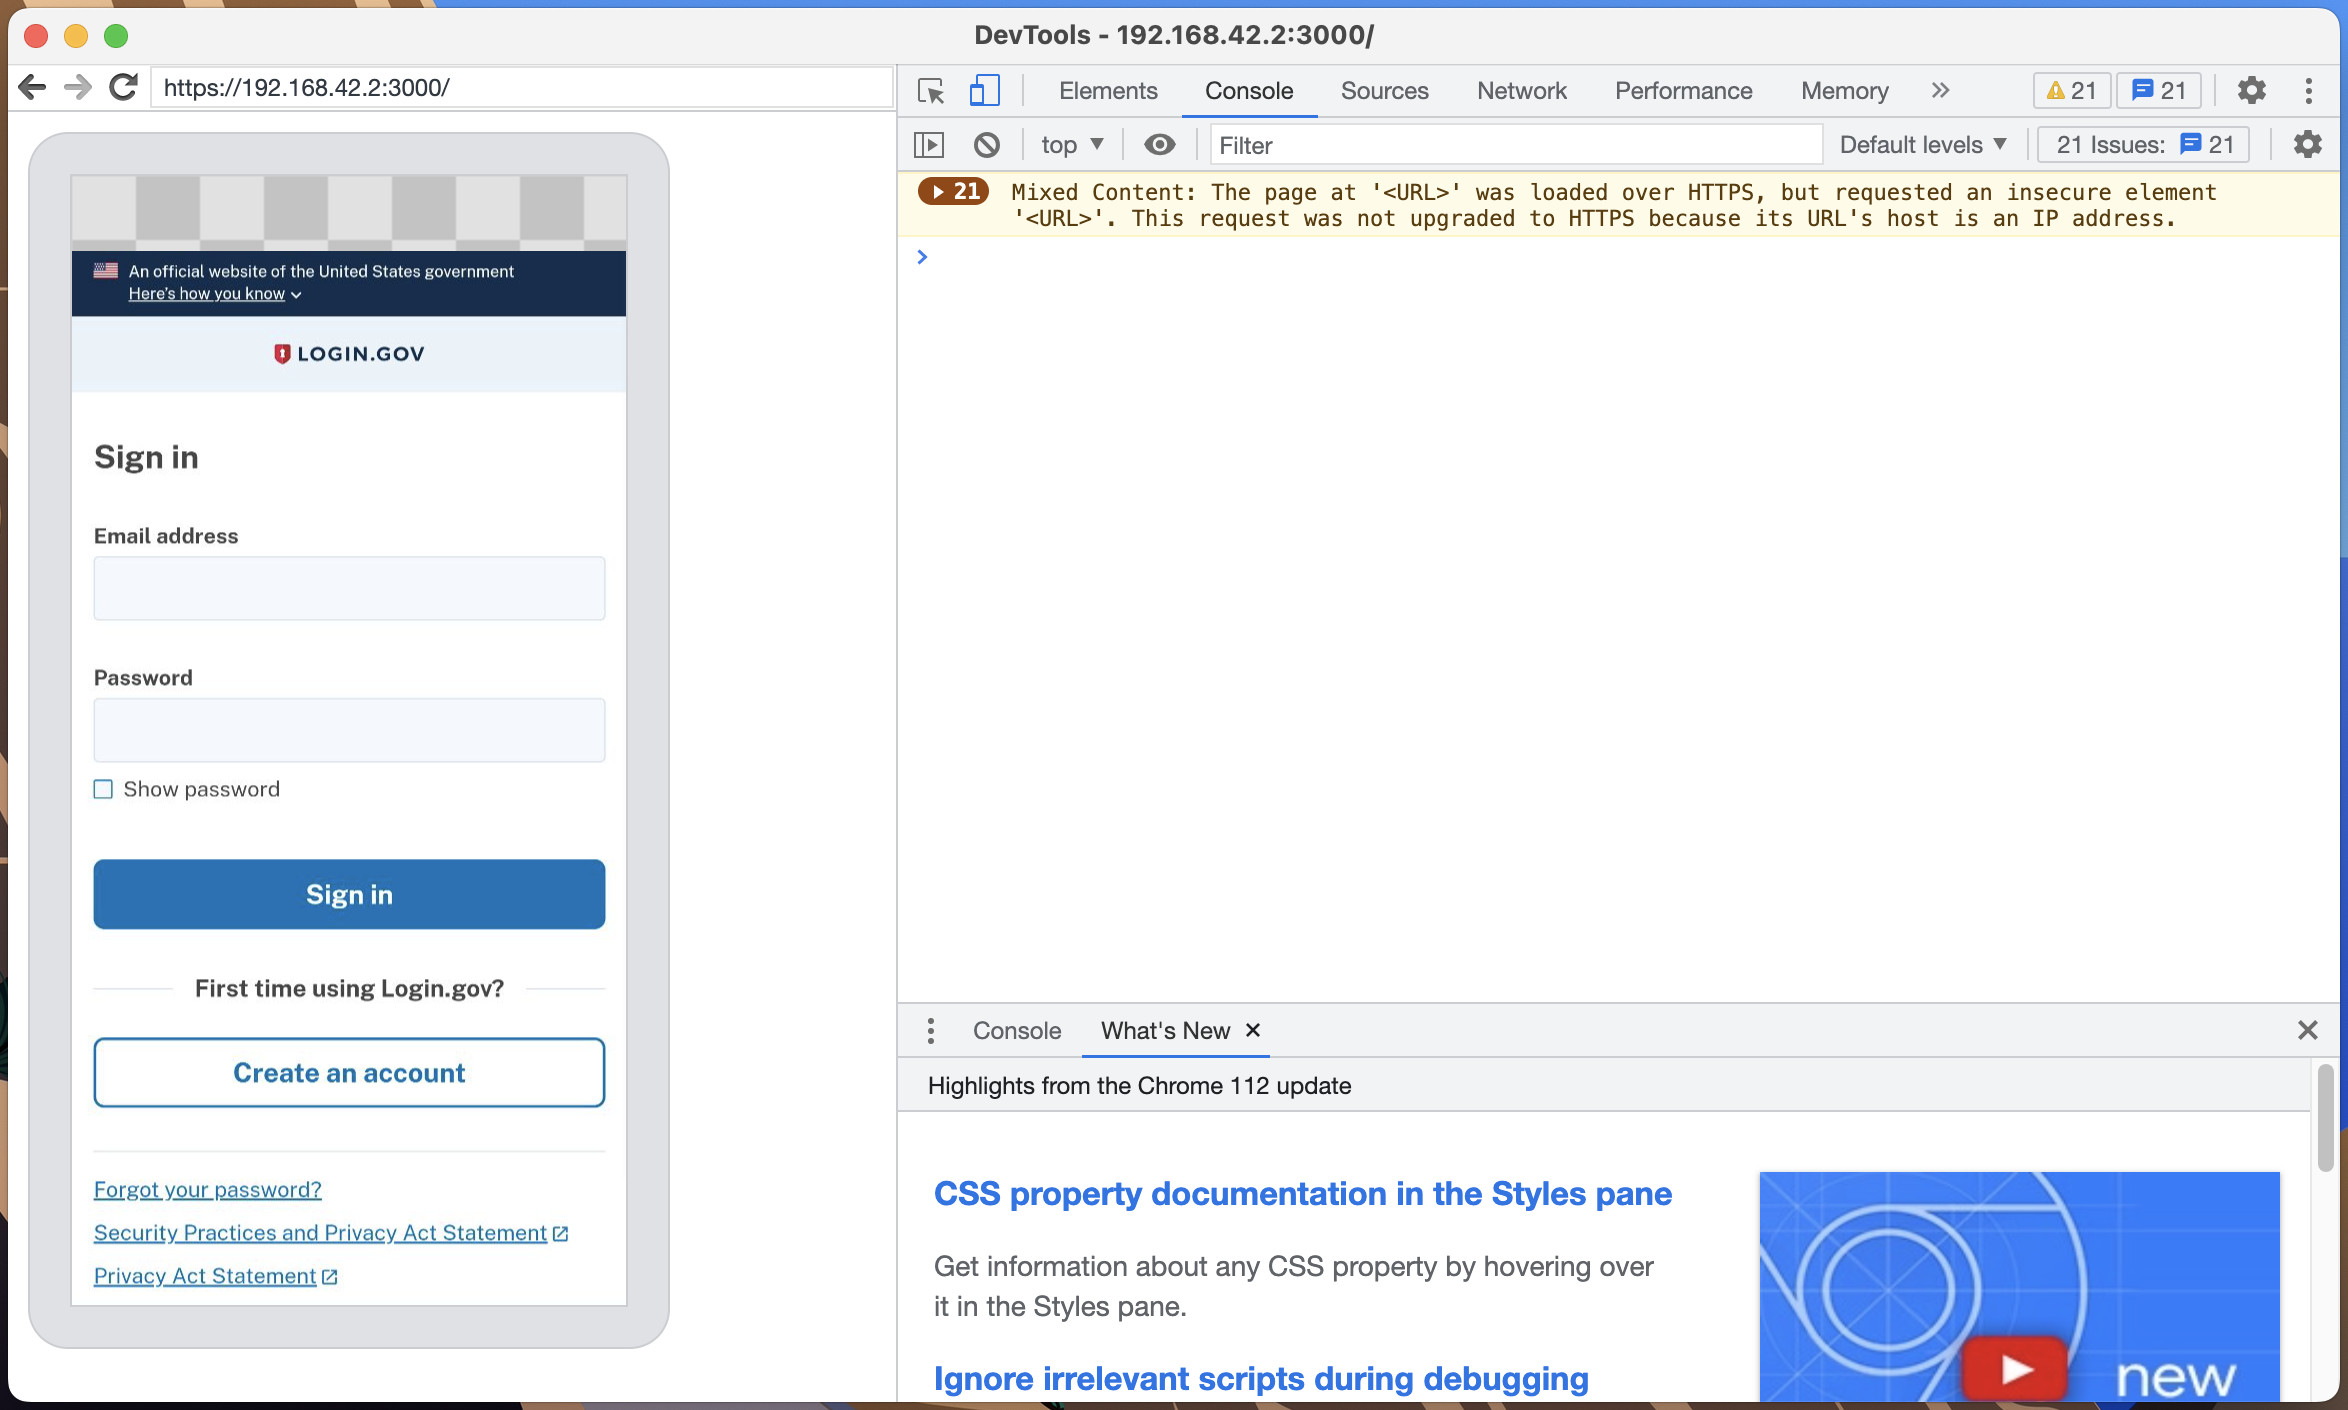 DevTools - 192.168.42.2:3000/
https://192.168.42.2:3000/
An official website of the United States government
Here's how you know
LOGIN.GOV
Sign in
Email address
Password
Show password
Sign in
First time using Login.gov?
Create an account
Forgot your password?
Security Practices and Privacy Act Statement
Privacy Act Statement
Elements Console Sources Network Performance Memory » 21 21
top Filter Default levels 21 Issues: 21
21 Mixed Content: The page at '<URL>' was loaded over HTTPS, but requested an insecure element
'<URL>'. This request was not upgraded to HTTPS because its URL's host is an IP address.
Console What's New
Highlights from the Chrome 112 update
CSS property documentation in the Styles pane
Get information about any CSS property by hovering over
it in the Styles pane.
Ignore irrelevant scripts during debugging
new